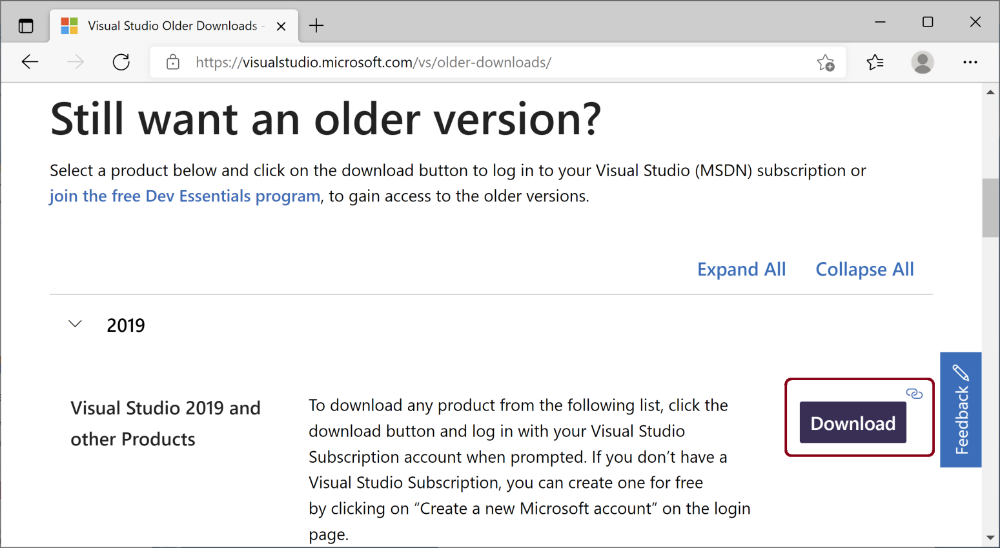 Visual Studio Older Downloads -
https://visualstudio.microsoft.com/vs/older-downloads/
Still want an older version?
Select a product below and click on the download button to log in to your Visual Studio (MSDN) subscription or
join the free Dev Essentials program, to gain access to the older versions.
Expand All Collapse All
2019
Visual Studio 2019 and
other Products
To download any product from the following list, click the
download button and log in with your Visual Studio
Subscription account when prompted. If you don’t have a
Visual Studio Subscription, you can create one for free
by clicking on “Create a new Microsoft account” on the login
page.
Download
Feedback